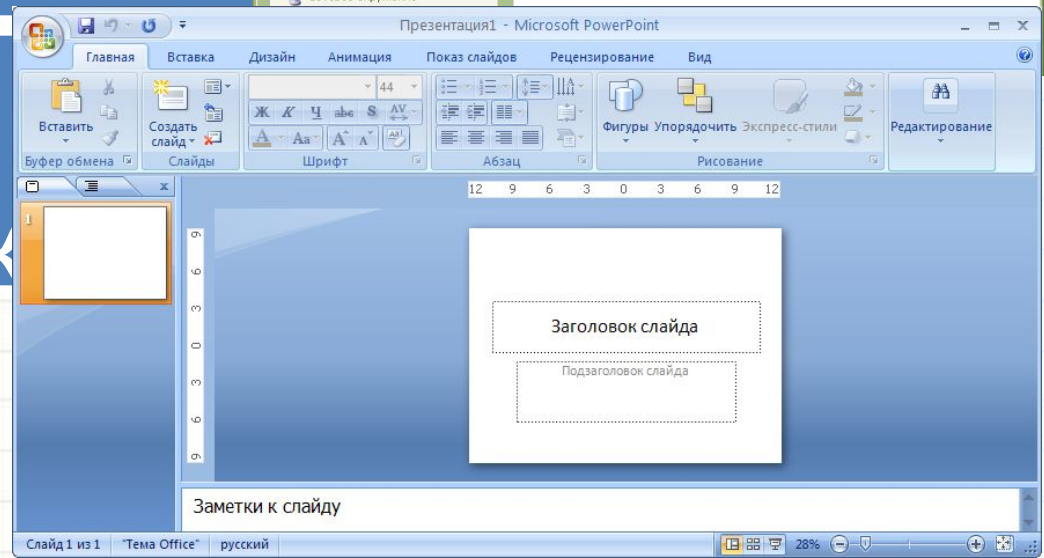 Презентация1 - Microsoft PowerPoint
Главная Вставка Дизайн Анимация Показ слайдов Рецензирование Вид
44
Ж К Ч abc S AV
Aa А А
Вставить
Создать слайд
Фигуры Упорядочить Экспресс-стили
Редактирование
Буфер обмена Слайды Шрифт Абзац Рисование
12 9 6 3 0 3 6 9 12
1
9
6
3
0
3
6
9
Заголовок слайда
Подзаголовок слайда
Заметки к слайду
Слайд 1 из 1 "Тема Office" русский 28%